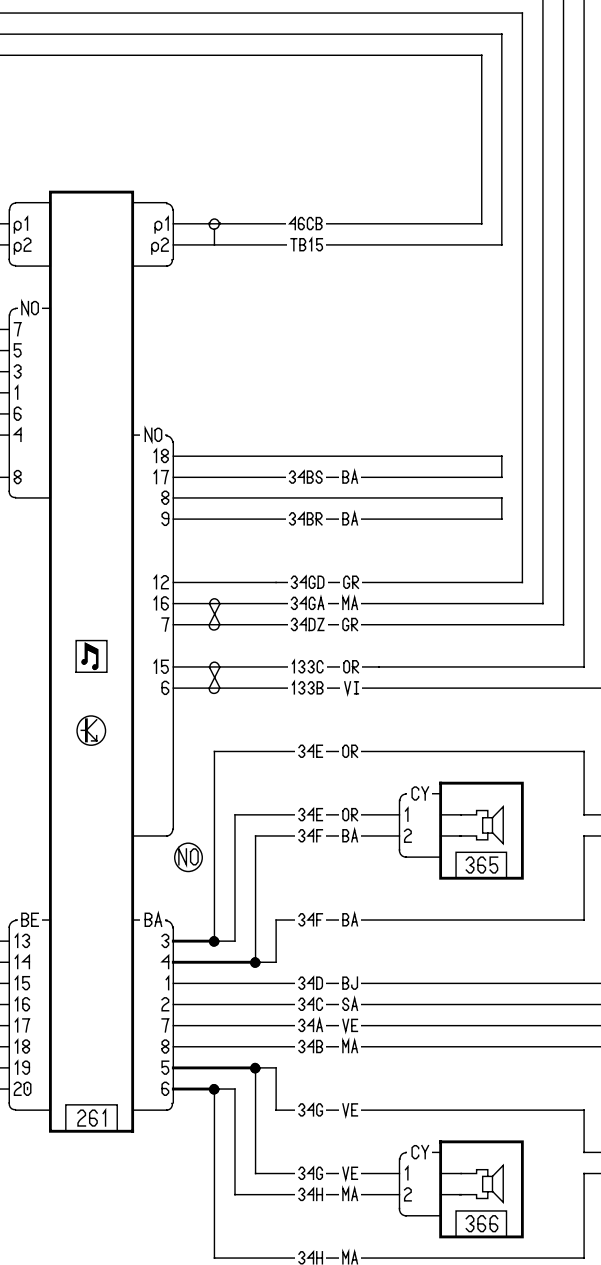 ρ1 ρ1 46CB
ρ2 ρ2 TB15
NO
7
5
3
1
6
4 NO
18
8 17 34BS BA
8
9 34BR BA
12 34GD GR
16 34GA MA
7 34DZ GR
15 133C OR
6 133B VI
34E OR
CY
1 34E OR
2 34F BA
365
NO
BE BA 34F BA
13 3
14 4
15 1 34D BJ
16 2 34C SA
17 7 34A VE
18 8 34B MA
19 5
20 6
261 34G VE
CY
34G VE 1
34H MA 2
366
34H MA